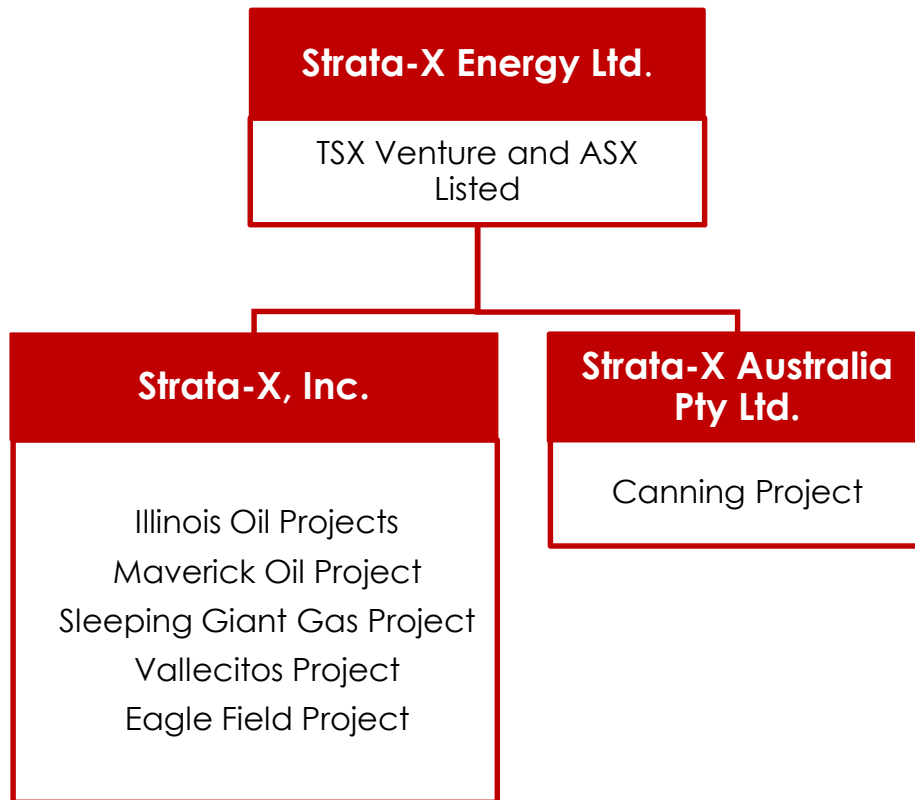 Strata-X Energy Ltd.
TSX Venture and ASX
Listed
Strata-X, Inc.
Illinois Oil Projects
Maverick Oil Project
Sleeping Giant Gas Project
Vallecitos Project
Eagle Field Project
Strata-X Australia
Pty Ltd.
Canning Project